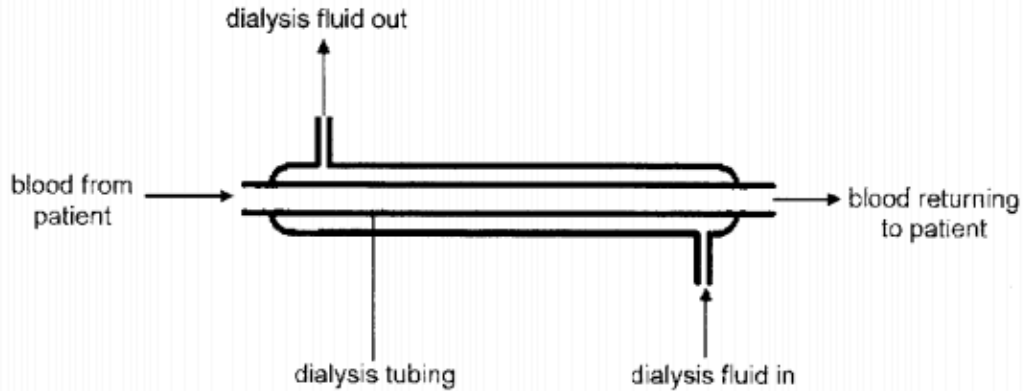 dialysis fluid out
blood from
patient
blood returning
to patient
dialysis tubing
dialysis fluid in